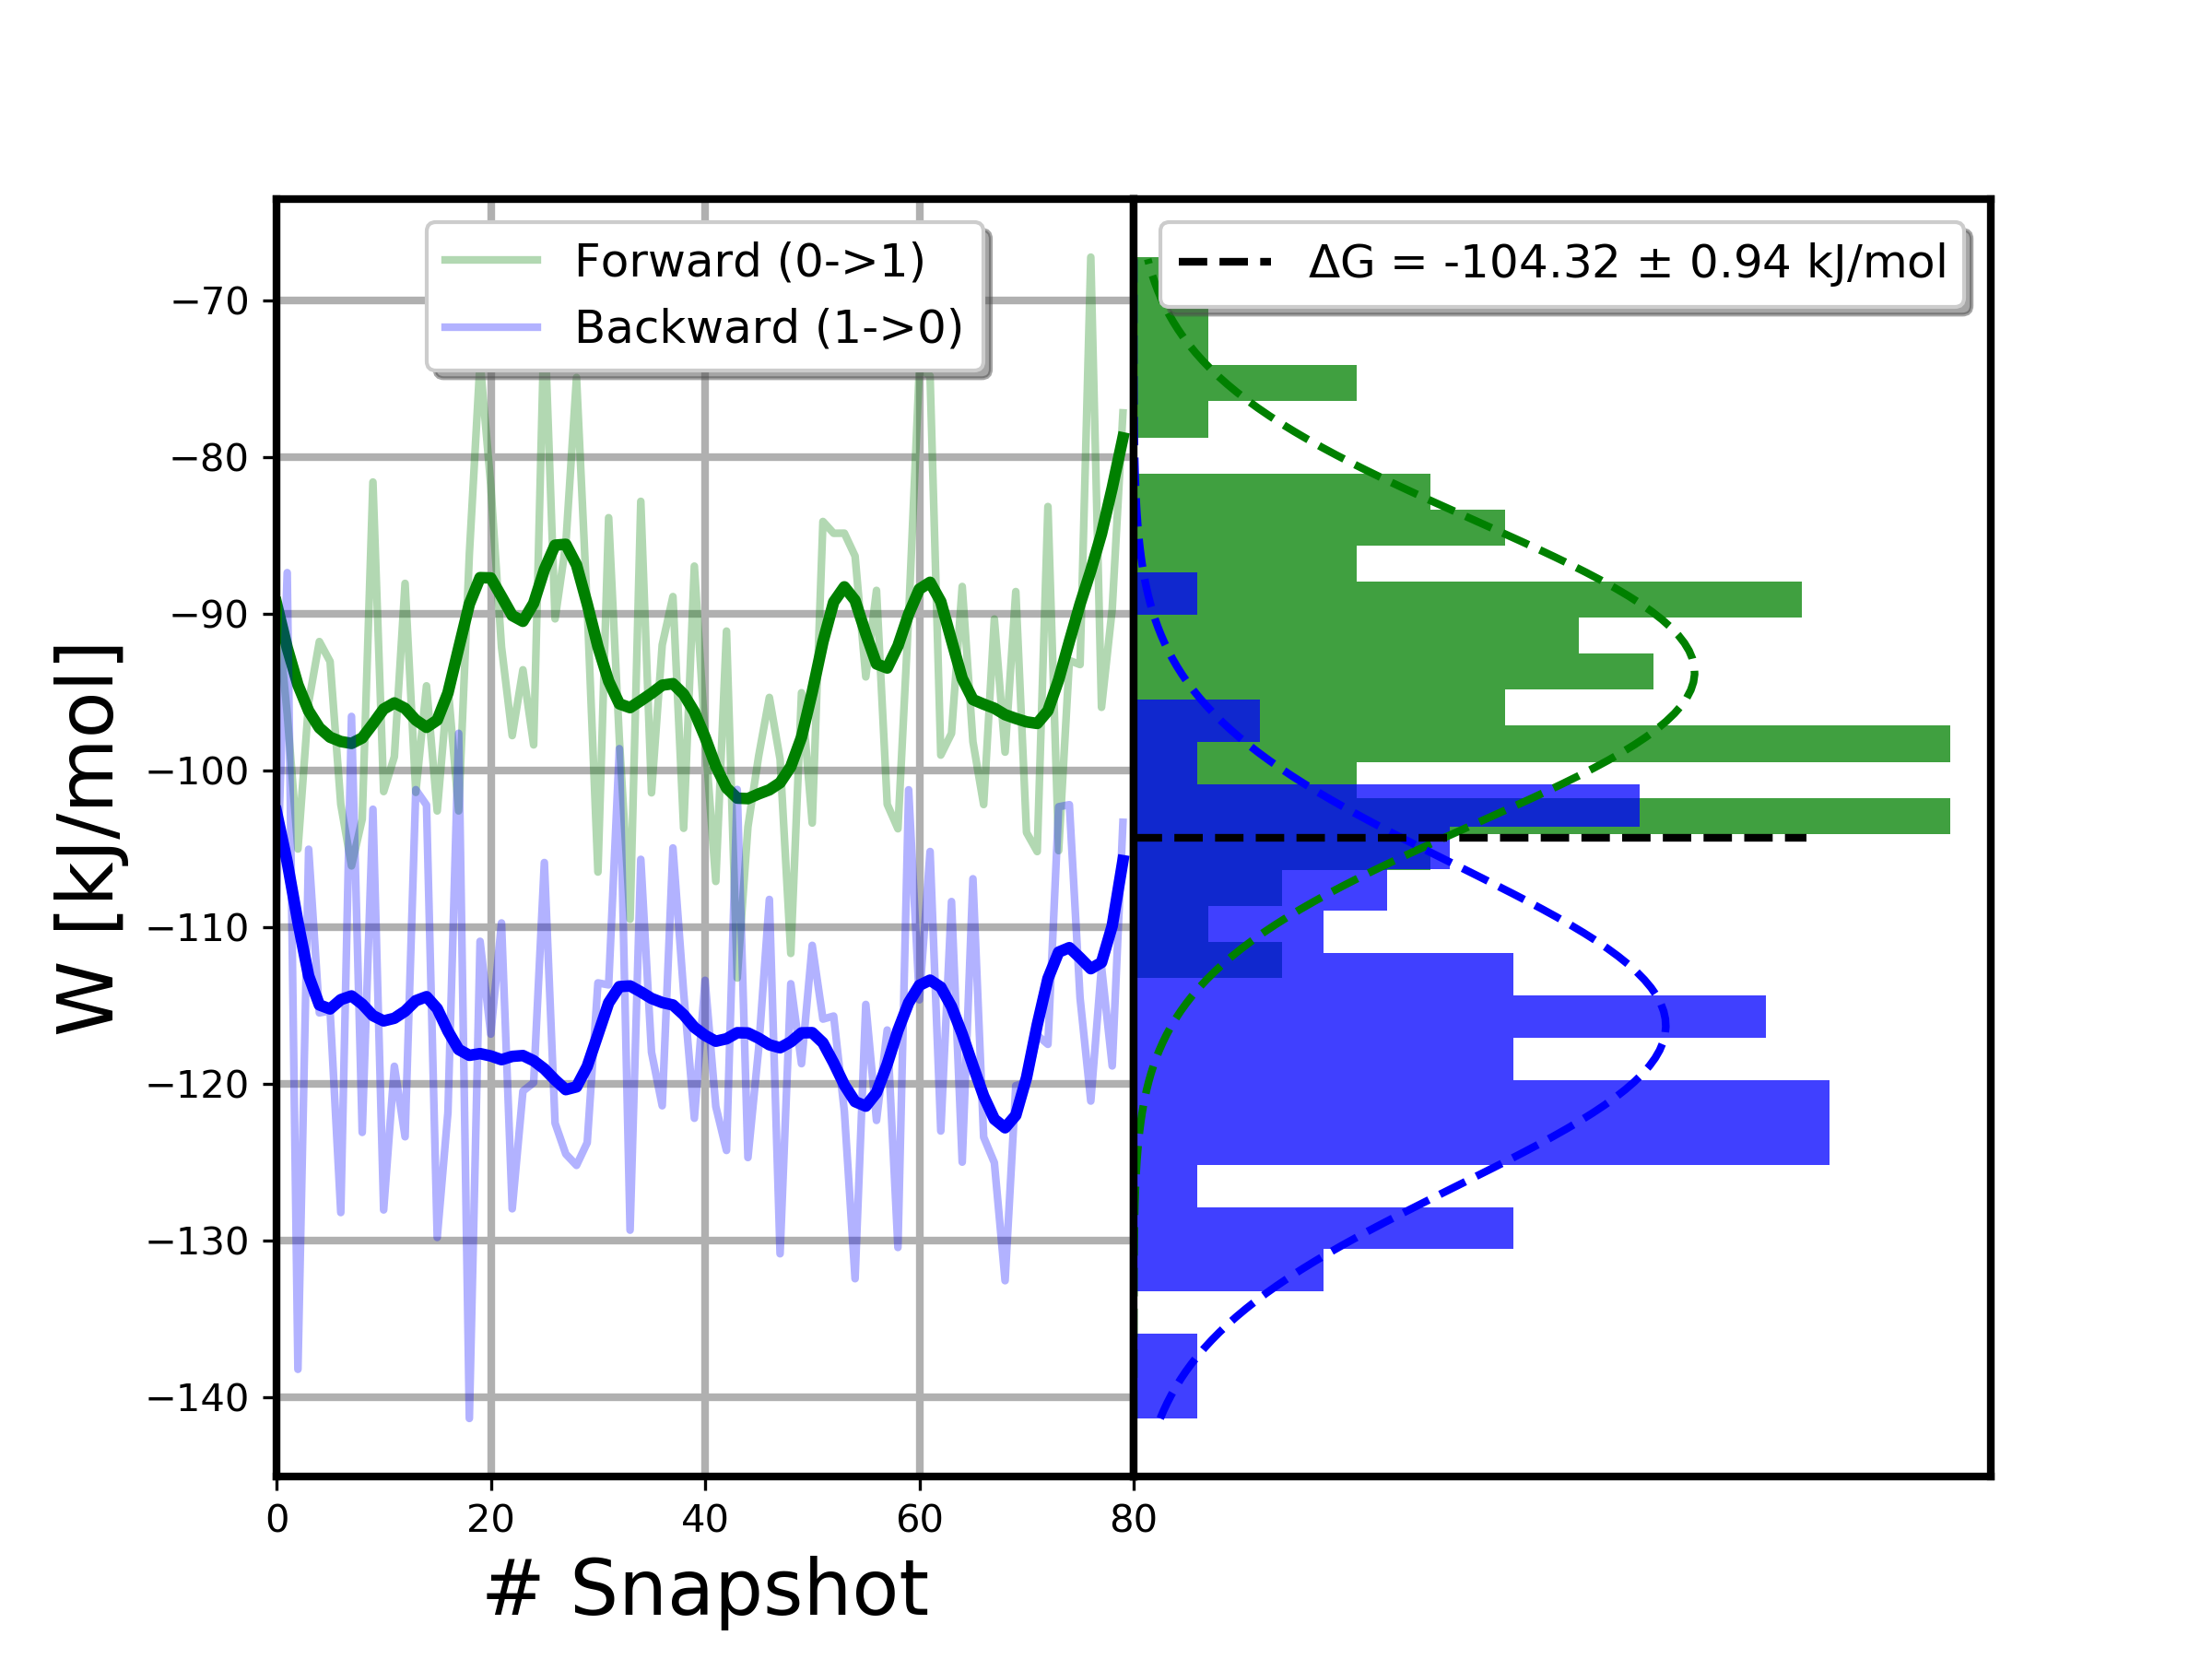 Forward (0->1)
Backward (1->0)
ΔG = -104.32 ± 0.94 kJ/mol
−70
−80
−90
−100
−110
−120
−130
−140
W [kJ/mol]
0 20 40 60 80
# Snapshot